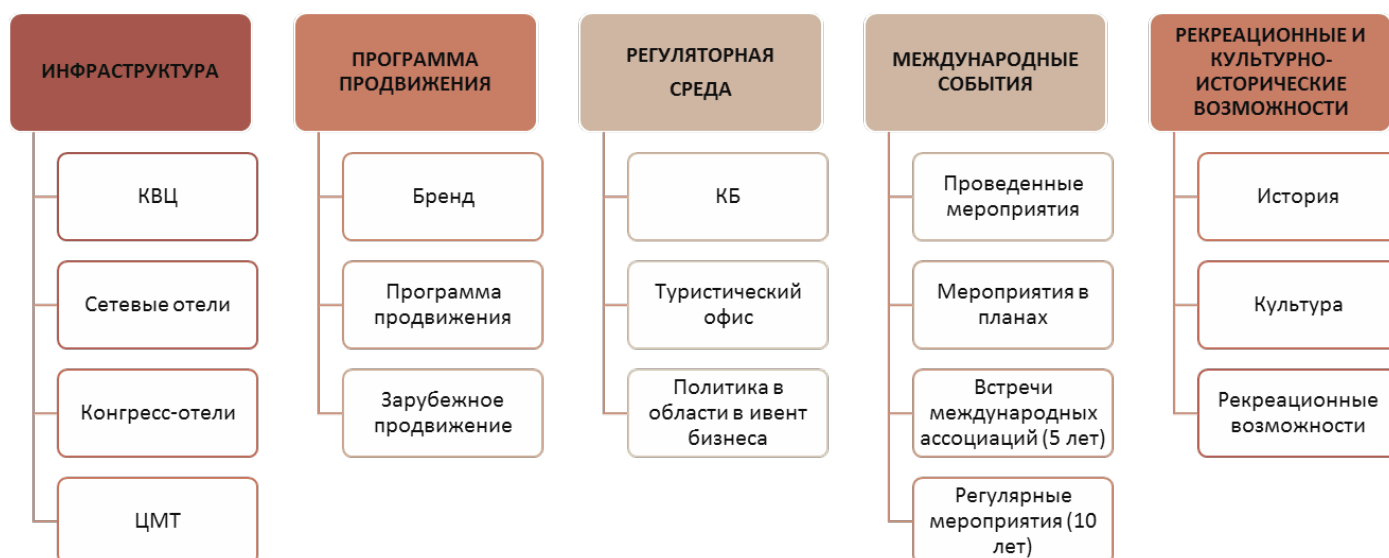 ИНФРАСТРУКТУРА
КВЦ
Сетевые отели
Конгресс-отели
ЦМТ
ПРОГРАММА
ПРОДВИЖЕНИЯ
Бренд
Программа
продвижения
Зарубежное
продвижение
РЕГУЛЯТОРНАЯ
СРЕДА
КБ
Туристический
офис
Политика в
области в ивент
бизнеса
МЕЖДУНАРОДНЫЕ
СОБЫТИЯ
Проведенные
мероприятия
Мероприятия в
планах
Встречи
международных
ассоциаций (5 лет)
Регулярные
мероприятия (10
лет)
РЕКРЕАЦИОННЫЕ И
КУЛЬТУРНО-
ИСТОРИЧЕСКИЕ
ВОЗМОЖНОСТИ
История
Культура
Рекреационные
возможности